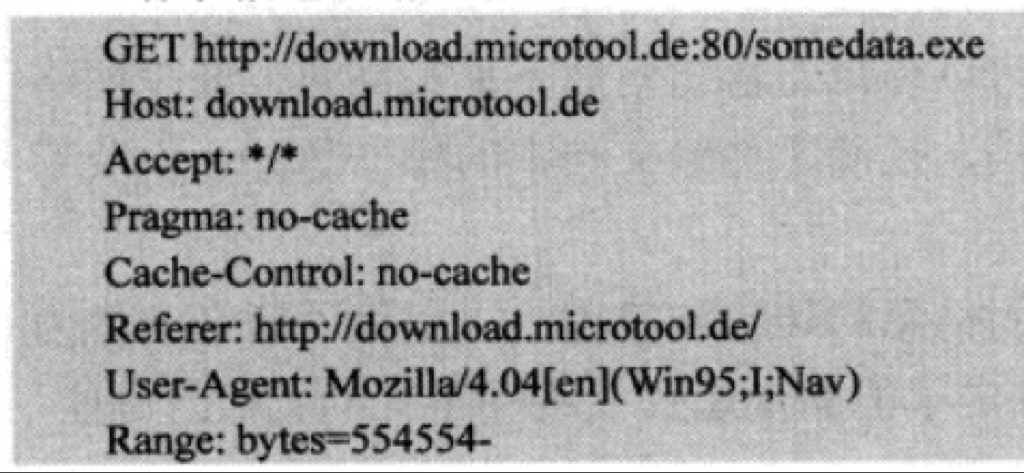 GET http://download.microtool.de:80/somedata.exe
Host: download.microtool.de
Accept: */*
Pragma: no-cache
Cache-Control: no-cache
Referer: http://download.microtool.de/
User-Agent: Mozilla/4.04[en](Win95;I;Nav)
Range: bytes=554554-